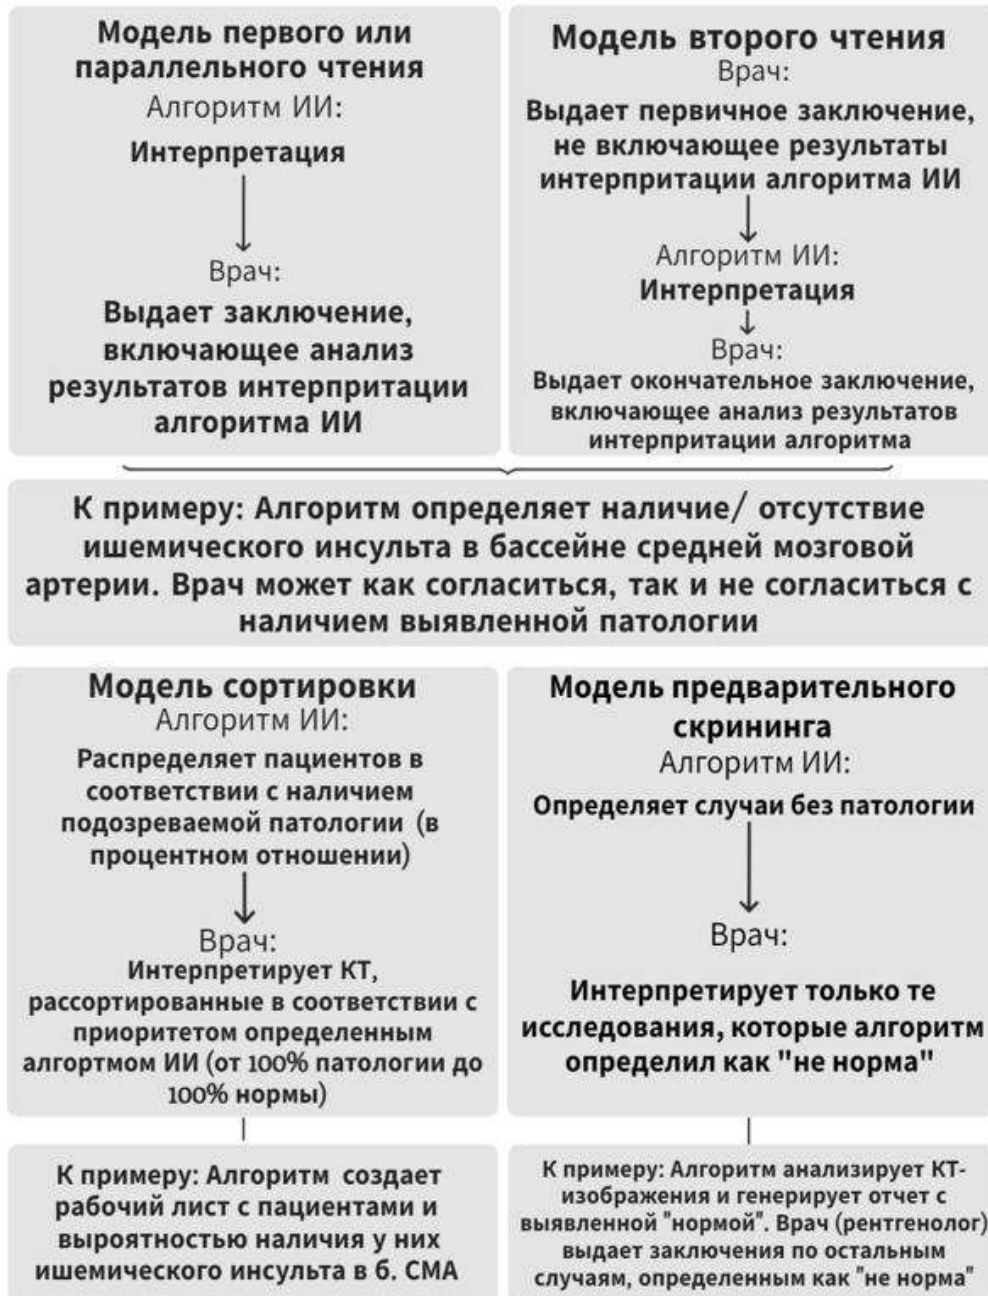 Модель первого или
параллельного чтения
Алгоритм ИИ:
Интерпретация
Врач:
Выдает заключение,
включающее анализ
результатов интерпритации
алгоритма ИИ
Модель второго чтения
Врач:
Выдает первичное заключение,
не включающее результаты
интерпритации алгоритма ИИ
Алгоритм ИИ:
Интерпретация
Врач:
Выдает окончательное заключение,
включающее анализ результатов
интерпритации алгоритма
К примеру: Алгоритм определяет наличие/ отсутствие
ишемического инсульта в бассейне средней мозговой
артерии. Врач может как согласиться, так и не согласиться с
наличием выявленной патологии
Модель сортировки
Алгоритм ИИ:
Распределяет пациентов в
соответствии с наличием
подозреваемой патологии (в
процентном отношении)
Врач:
Интерпретирует КТ,
рассортированные в соответствии с
приоритетом определенным
алгортмом ИИ (от 100% патологии до
100% нормы)
К примеру: Алгоритм создает
рабочий лист с пациентами и
выроятностью наличия у них
ишемического инсульта в б. СМА
Модель предварительного
скрининга
Алгоритм ИИ:
Определяет случаи без патологии
Врач:
Интерпретирует только те
исследования, которые алгоритм
определил как "не норма"
К примеру: Алгоритм анализирует КТ-
изображения и генерирует отчет с
выявленной "нормой". Врач (рентгенолог)
выдает заключения по остальным
случаям, определенным как "не норма"